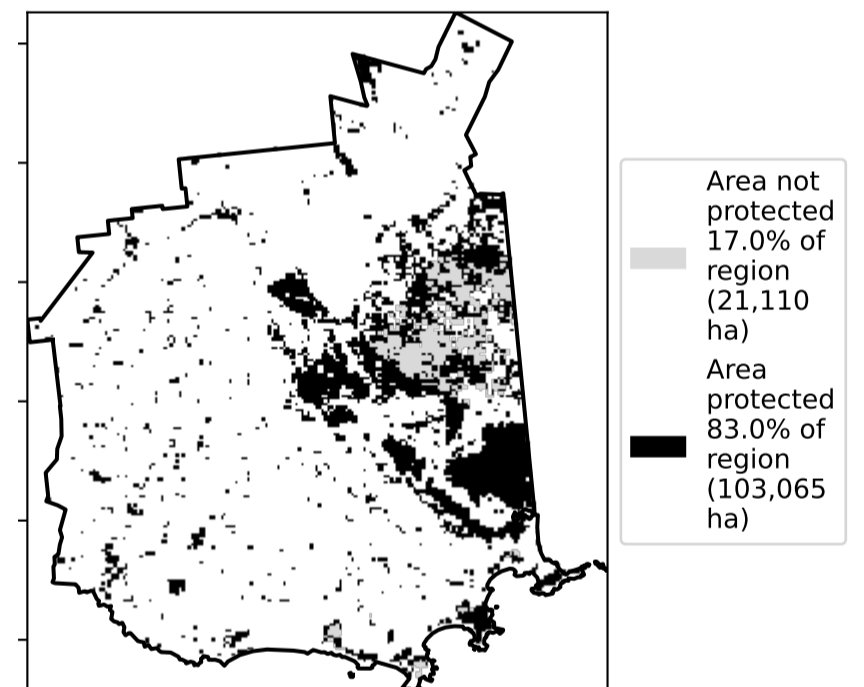 Area not
protected
17.0% of
region
(21,110
ha)
Area
protected
83.0% of
region
(103,065
ha)